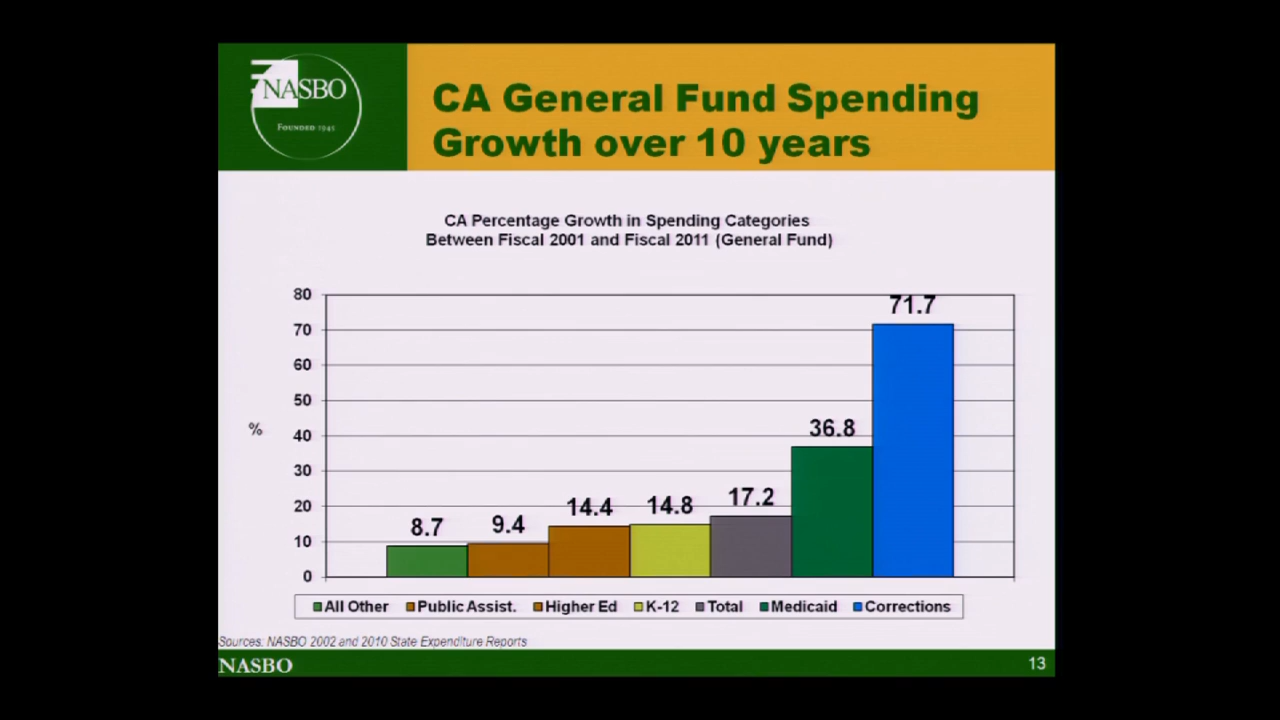 NASBO
FOUNDED 1945
CA General Fund Spending
Growth over 10 years
CA Percentage Growth in Spending Categories
Between Fiscal 2001 and Fiscal 2011 (General Fund)
80
70
60
50
40
30
20
10
0
%
8.7
9.4
14.4
14.8
17.2
36.8
71.7
All Other Public Assist. Higher Ed K-12 Total Medicaid Corrections
Sources: NASBO 2002 and 2010 State Expenditure Reports
NASBO 13